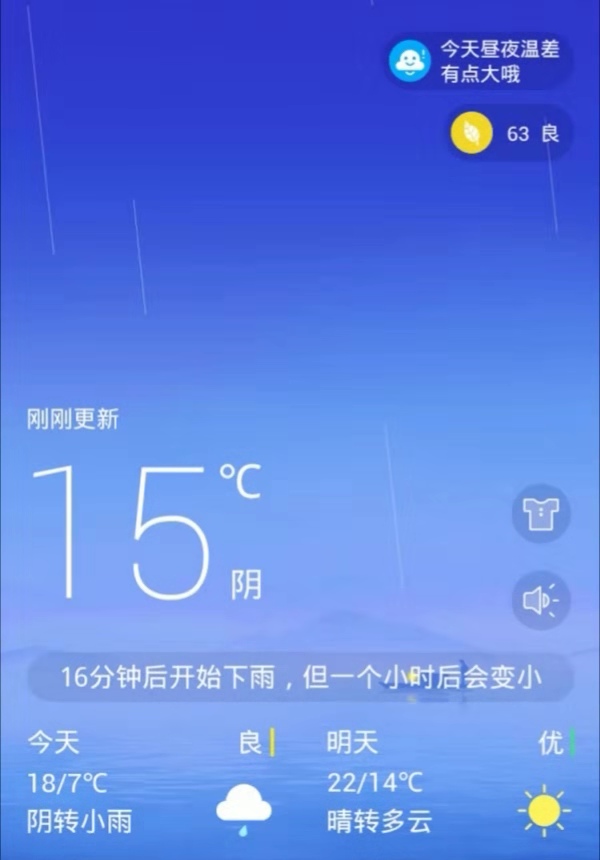 今天昼夜温差
有点大哦
63 良
刚刚更新
15℃
阴
16分钟后开始下雨，但一个小时后会变小
今天 良
18/7℃
阴转小雨
明天 优
22/14℃
晴转多云